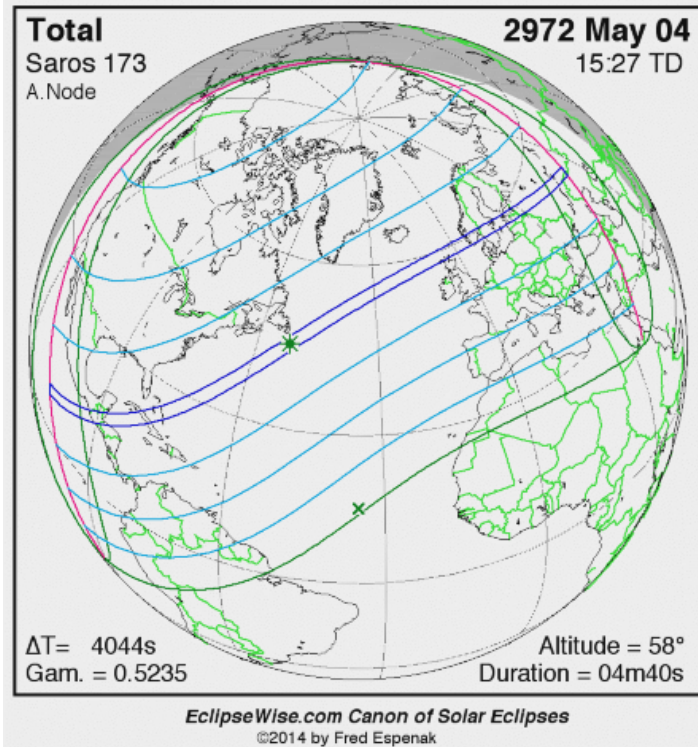 Total
Saros 173
A.Node
2972 May 04
15:27 TD
ΔT= 4044s
Gam. = 0.5235
Altitude = 58°
Duration = 04m40s
EclipseWise.com Canon of Solar Eclipses
©2014 by Fred Espenak